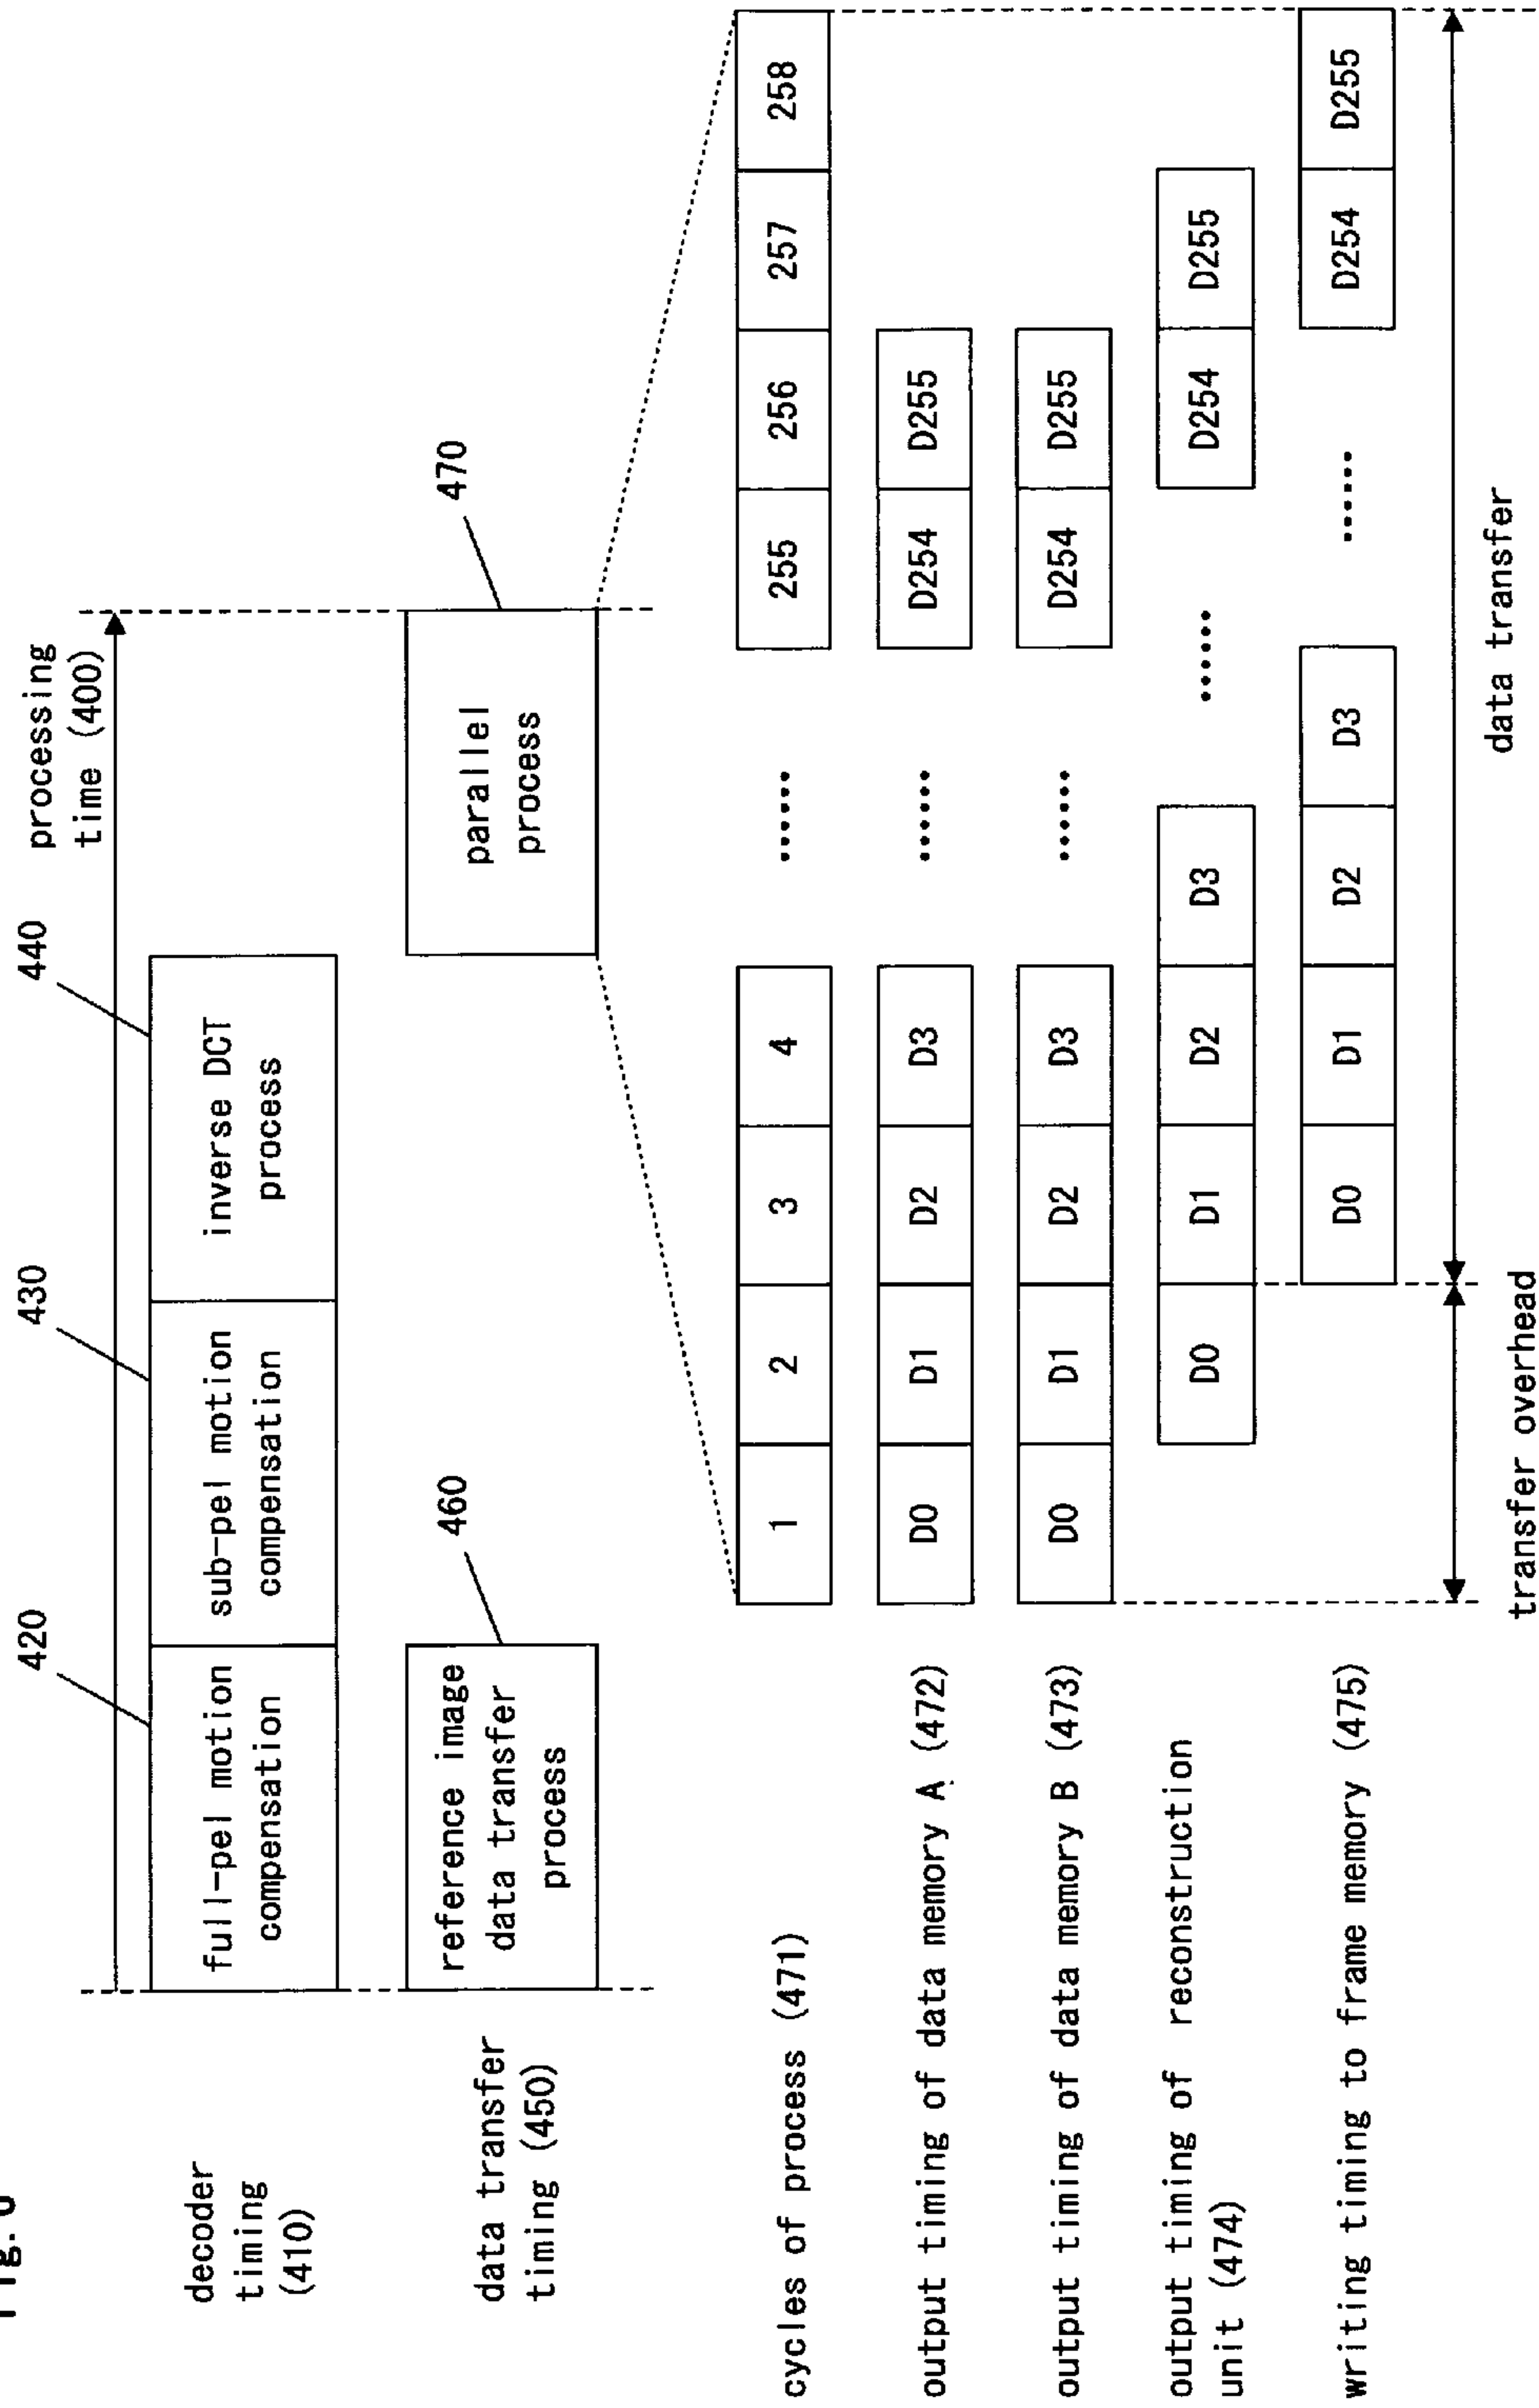 processing
time (400)
420
430
440
decoder
timing
(410)
full-pel motion
compensation
sub-pel motion
compensation
inverse DCT
process
460
470
data transfer
timing (450)
reference image
data transfer
process
parallel
process
cycles of process (471)
1 2 3 4 ...... 255 256 257 258
output timing of data memory A (472)
D0 D1 D2 D3 ...... D254 D255
output timing of data memory B (473)
D0 D1 D2 D3 ...... D254 D255
output timing of reconstruction
unit (474)
D0 D1 D2 D3 ...... D254 D255
writing timing to frame memory (475)
D0 D1 D2 D3 ...... D254 D255
transfer overhead
data transfer